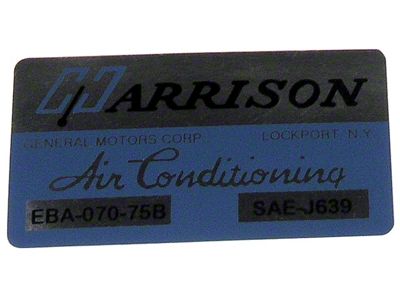 HARRISON
GENERAL MOTORS CORP. LOCKPORT, N.Y.
Air Conditioning
EBA-070-75B SAE-J639